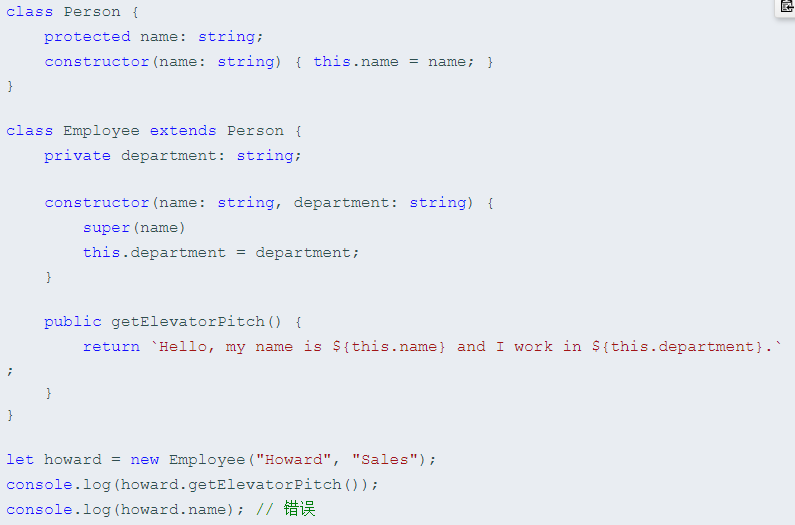 class Person {
    protected name: string;
    constructor(name: string) { this.name = name; }
}

class Employee extends Person {
    private department: string;

    constructor(name: string, department: string) {
        super(name)
        this.department = department;
    }

    public getElevatorPitch() {
        return `Hello, my name is ${this.name} and I work in ${this.department}.`
;
    }
}

let howard = new Employee("Howard", "Sales");
console.log(howard.getElevatorPitch());
console.log(howard.name); // 错误